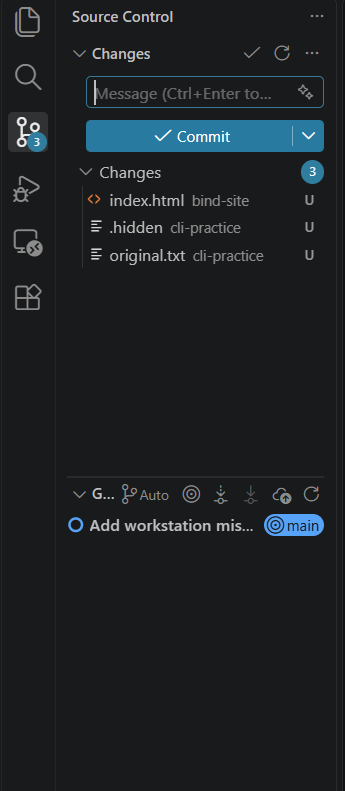 Source Control
Changes
Message (Ctrl+Enter to...
3
Commit
Changes 3
index.html bind-site U
.hidden cli-practice U
original.txt cli-practice U
G... Auto
Add workstation mis... main